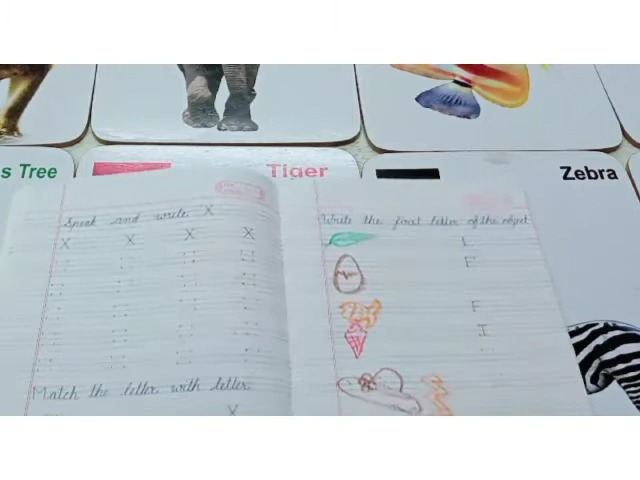 s Tree
Tiger
Zebra
Speak and write X
X X X X
Match the letter with letter
X
Write the first letter of the object
L
F
I